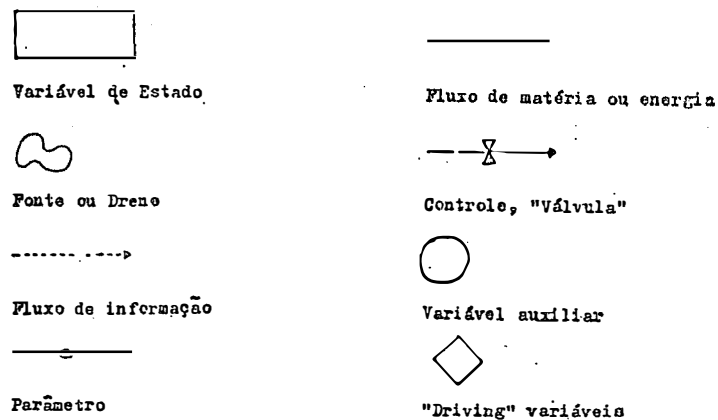 Variável de Estado
Fluxo de matéria ou energia
Fonte ou Dreno
Controle, "Válvula"
Fluxo de informação
Variável auxiliar
Parâmetro
"Driving" variáveis